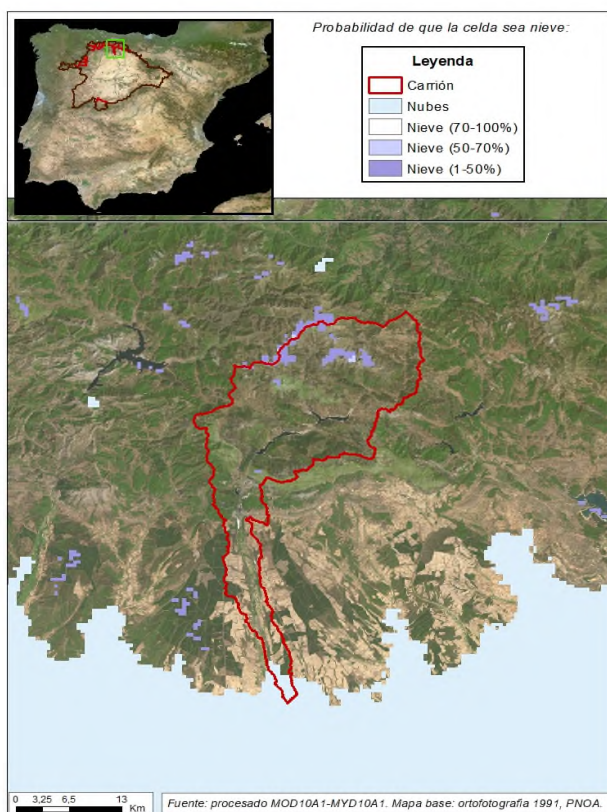 Probabilidad de que la celda sea nieve:
Leyenda
Carrión
Nubes
Nieve (70-100%)
Nieve (50-70%)
Nieve (1-50%)
0 3,25 6,5 13
Km
Fuente: procesado MOD10A1-MYD10A1. Mapa base: ortofotografia 1991, PNOA